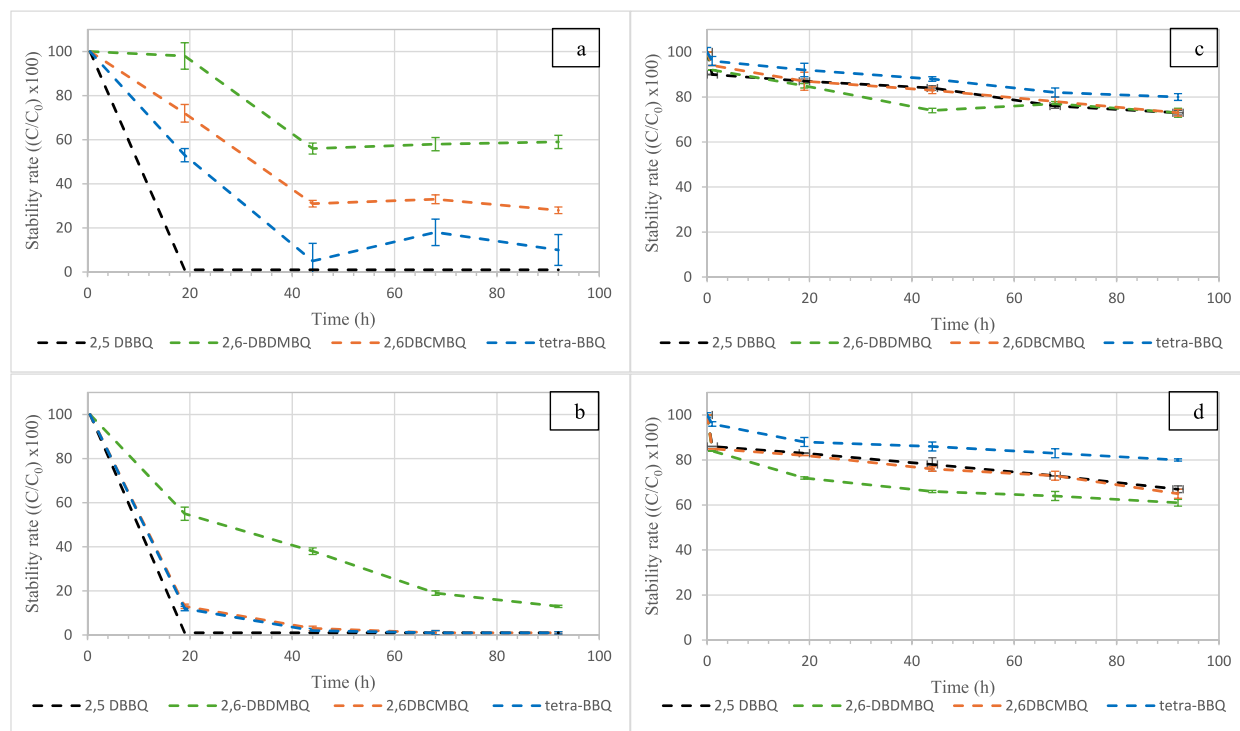 a
Stability rate ((C/C₀) x100)
100
80
60
40
20
0
0 20 40 60 80 100
Time (h)
2,5 DBBQ 2,6-DBDMBQ 2,6DBCMBQ tetra-BBQ
c
Stability rate ((C/C₀) x100)
100
80
60
40
20
0
0 20 40 60 80 100
Time (h)
2,5 DBBQ 2,6-DBDMBQ 2,6DBCMBQ tetra-BBQ
b
Stability rate ((C/C₀) x100)
100
80
60
40
20
0
0 20 40 60 80 100
Time (h)
2,5 DBBQ 2,6-DBDMBQ 2,6DBCMBQ tetra-BBQ
d
Stability rate ((C/C₀) x100)
100
80
60
40
20
0
0 20 40 60 80 100
Time (h)
2,5 DBBQ 2,6-DBDMBQ 2,6DBCMBQ tetra-BBQ